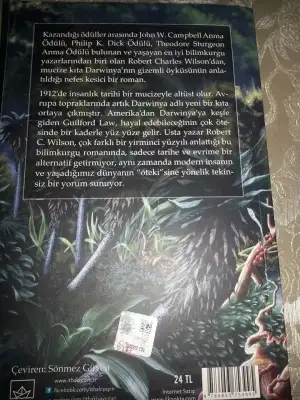 Kazandığı ödüller arasında John W. Campbell Anma
Ödülü, Philip K. Dick Ödülü, Theodore Sturgeon
Anma Ödülü bulunan ve yaşayan en iyi bilimkurgu
yazarlarından biri olan Robert Charles Wilson'dan,
mucize kıta Darwinya'nın gizemli öyküsünün anla-
tıldığı nefes kesici bir roman.
1912'de insanlık tarihi bir mucizeyle altüst olur. Av-
rupa topraklarında artık Darwinya adlı yeni bir kıta
ortaya çıkmıştır. Amerika'dan Darwinya'ya keşfe
giden Guilford Law, hayal edebileceğinin çok öte-
sinde bir kaderle yüz yüze gelir. Usta yazar Robert
C. Wilson, çok farklı bir yirminci yüzyılı anlattığı bu
bilimkurgu romanında, sadece tarihe ve evrime bir
alternatif getirmiyor, aynı zamanda modern insanın
ve yaşadığımız dünyanın "öteki"sine yönelik tekin-
siz bir yorum sunuyor.
Çeviren: Sönmez
24 TL
İnternet Satış: